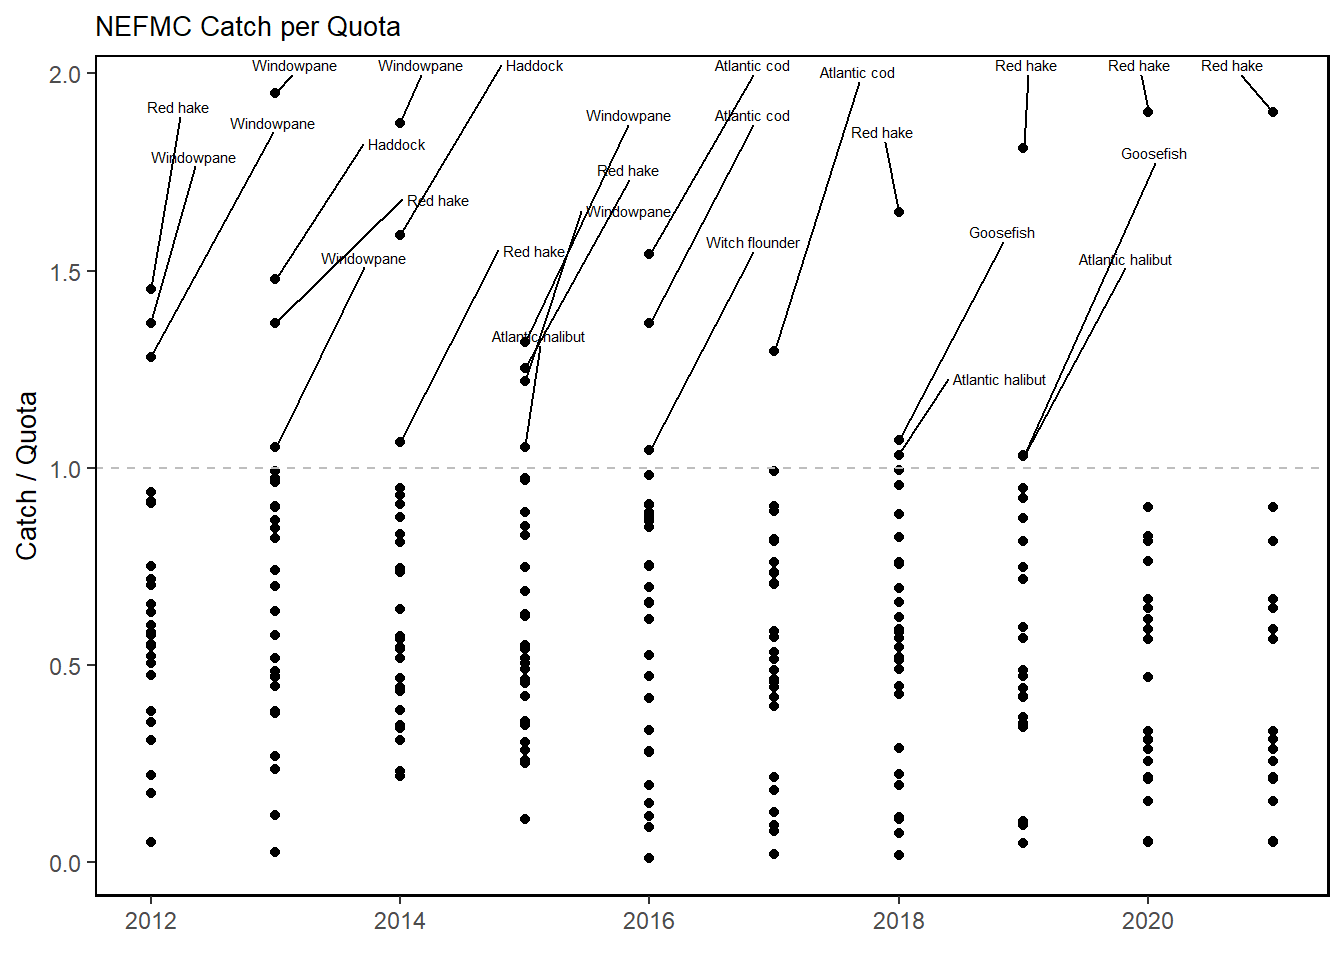 NEFMC Catch per Quota
Windowpane
Windowpane
Haddock
Atlantic cod
Atlantic cod
Red hake
Red hake
Red hake
Red hake
Windowpane
Windowpane
Haddock
Windowpane
Atlantic cod
Red hake
Goosefish
Windowpane
Red hake
Red hake
Windowpane
Witch flounder
Goosefish
Windowpane
Red hake
Atlantic halibut
Atlantic halibut
Atlantic halibut
Catch / Quota
2.0
1.5
1.0
0.5
0.0
2012
2014
2016
2018
2020